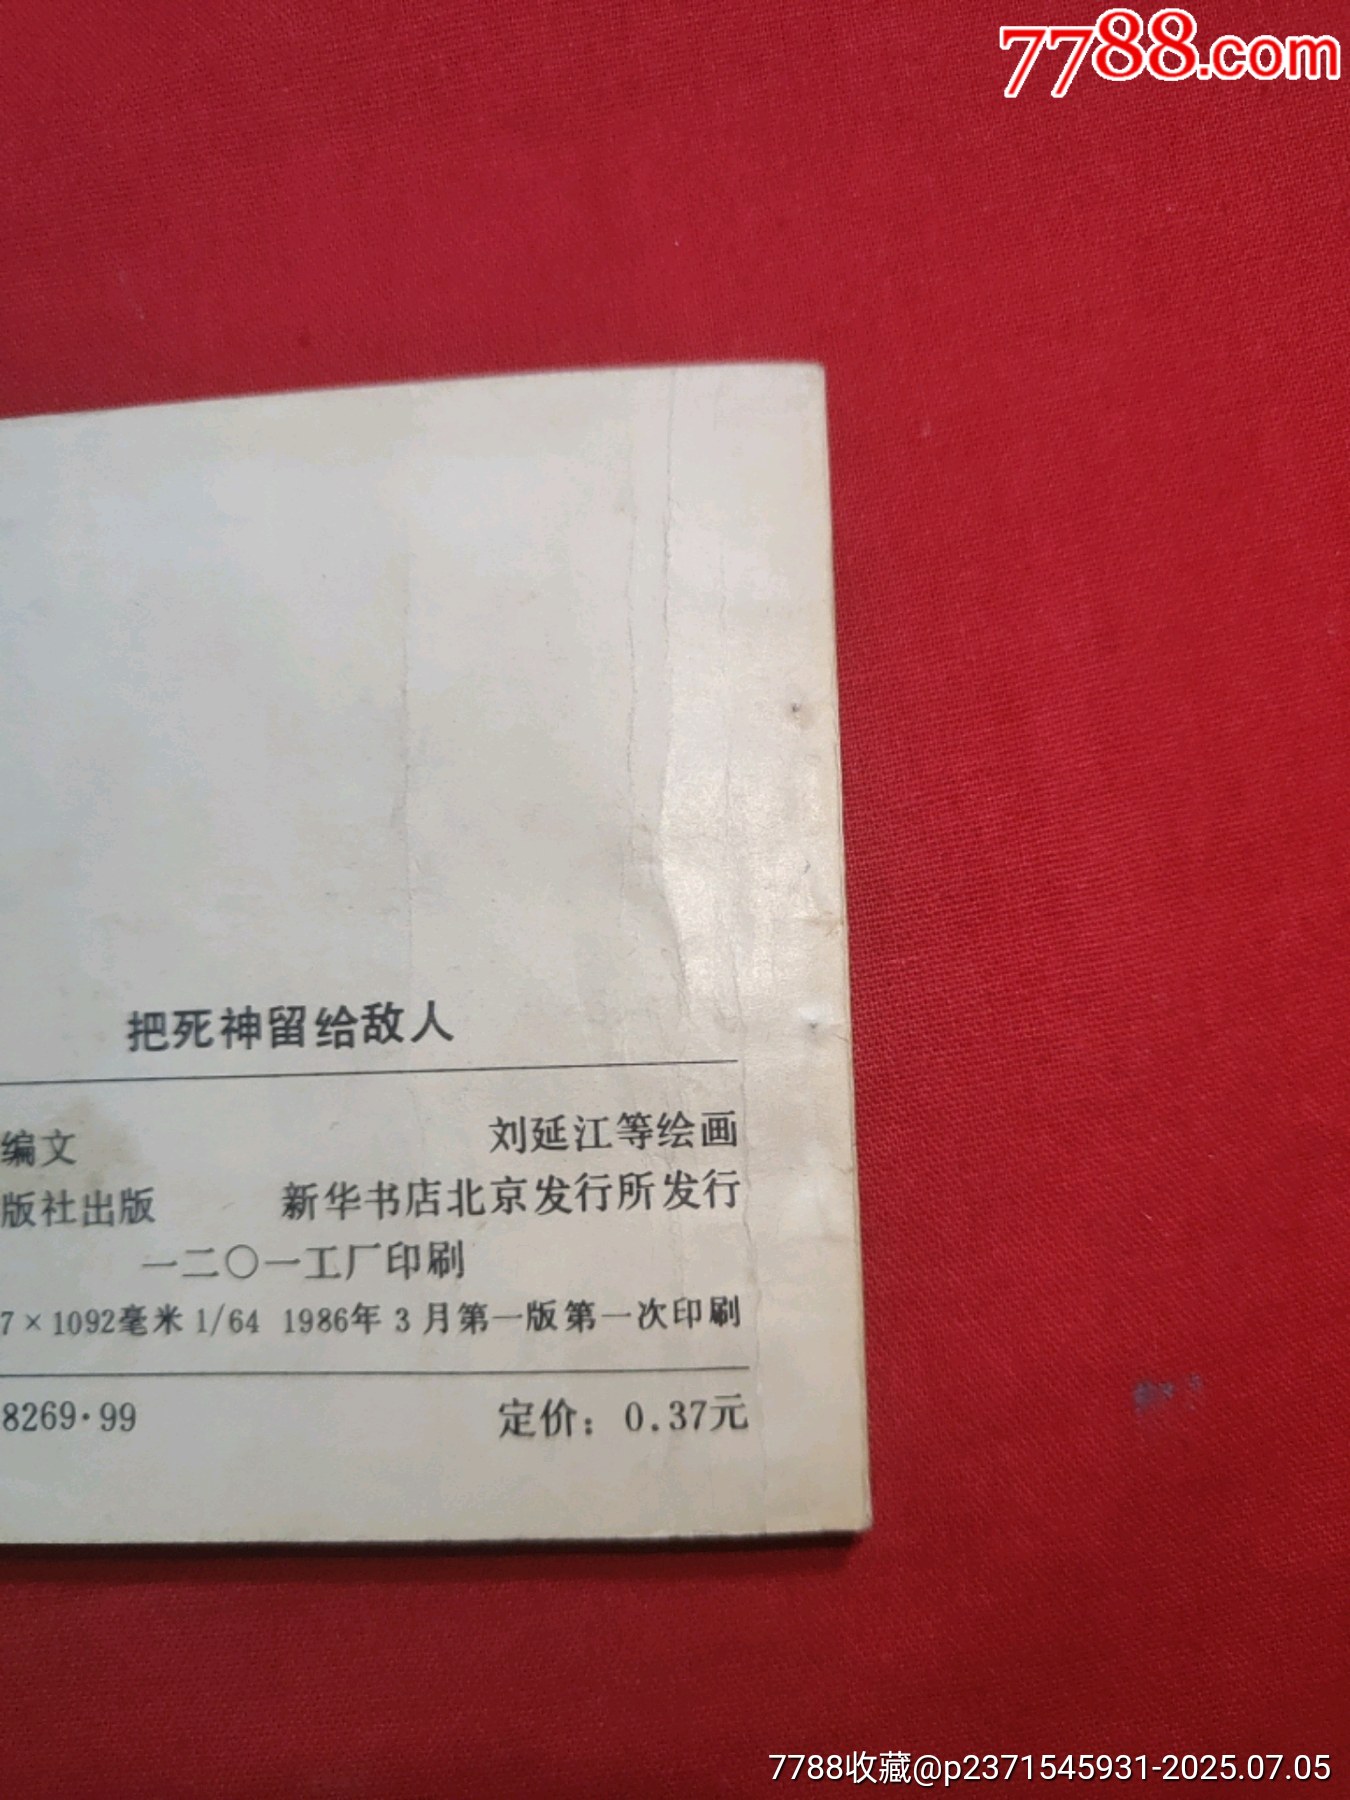 7788.com
把死神留给敌人
编文 刘延江等绘画
版社出版 新华书店北京发行所发行
一二〇一工厂印刷
7×1092毫米 1/64 1986年3月第一版第一次印刷
8269·99 定价：0.37元
7788收藏@p2371545931-2025.07.05